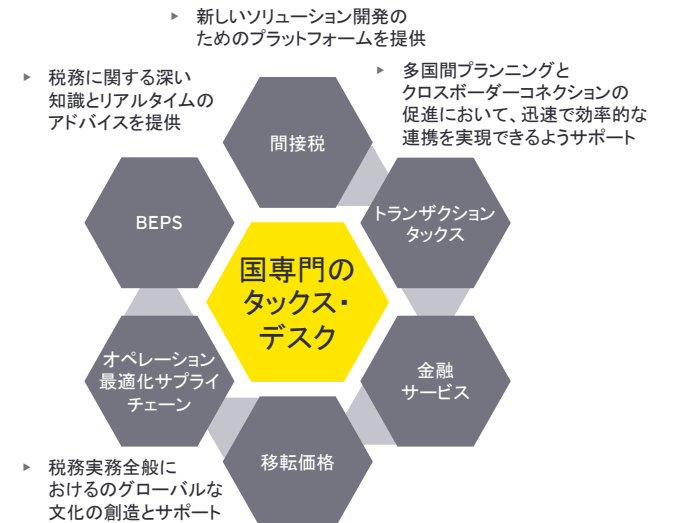 ▶ 新しいソリューション開発の
ためのプラットフォームを提供
▶ 税務に関する深い
知識とリアルタイムの
アドバイスを提供
▶ 多国間プランニングと
クロスボーダーコネクションの
促進において、迅速で効率的な
連携を実現できるようサポート
間接税
BEPS
トランザクション
タックス
国専門の
タックス・
デスク
オペレーション
最適化サプライ
チェーン
金融
サービス
移転価格
▶ 税務実務全般に
おけるのグローバルな
文化の創造とサポート